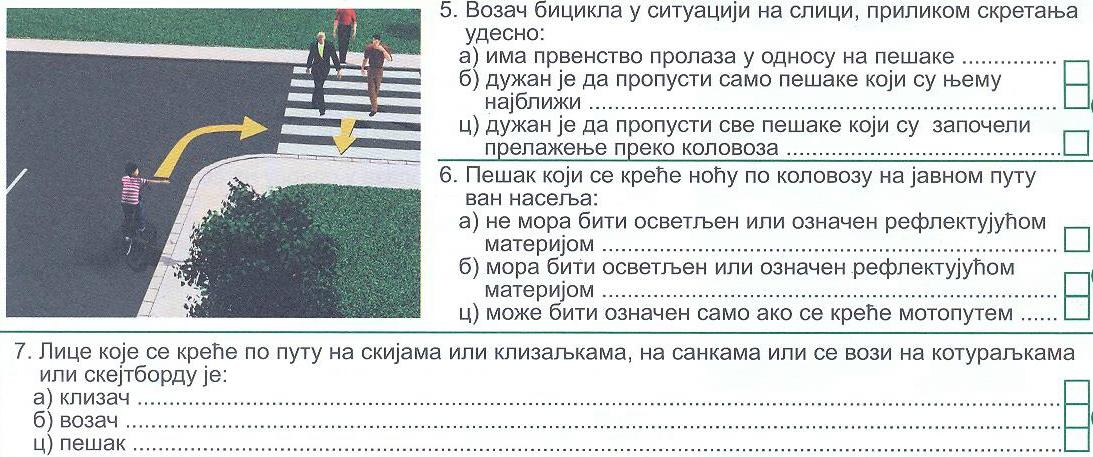 5. Возач бицикла у ситуацији на слици, приликом скретања
удесно:
а) има првенство пролаза у односу на пешаке ................
б) дужан је да пропусти само пешаке који су њему
најближи ................................................................
ц) дужан је да пропусти све пешаке који су започели
прелажење преко коловоза ........................................
6. Пешак који се креће ноћу по коловозу на јавном путу
ван насеља:
а) не мора бити осветљен или означен рефлектујућом
материјом ................................................................
б) мора бити осветљен или означен рефлектујућом
материјом ................................................................
ц) може бити означен само ако се креће мотопутем ......
7. Лице које се креће по путу на скијама или клизаљкама, на санкама или се вози на котураљкама
или скејтборду је:
а) клизач ................................................................
б) возач ................................................................
ц) пешак ................................................................